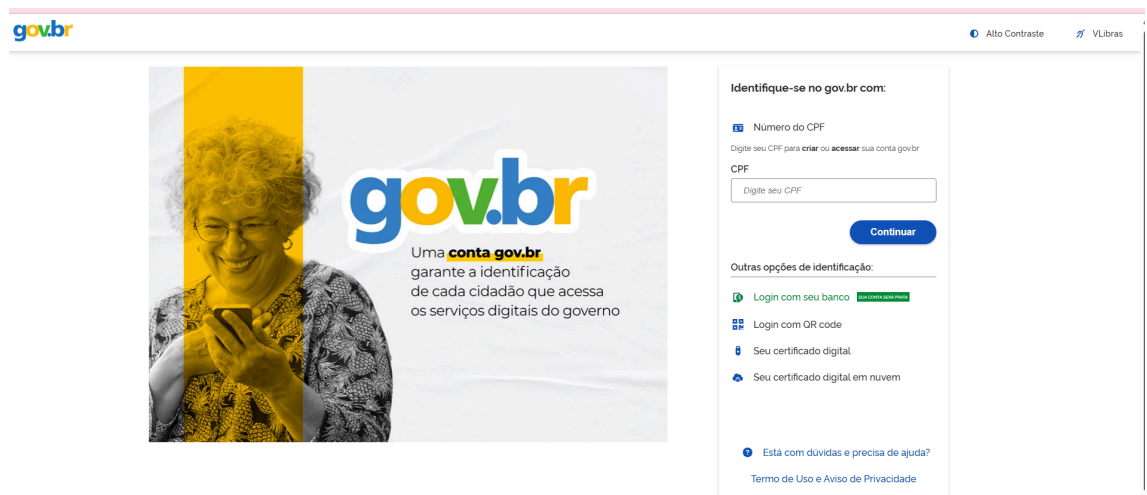 gov.br
Alto Contraste
VLibras
gov.br
Uma conta gov.br
garante a identificação
de cada cidadão que acessa
os serviços digitais do governo
Identifique-se no gov.br com:
Número do CPF
Digite seu CPF para criar ou acessar sua conta gov.br
CPF
Digite seu CPF
Continuar
Outras opções de identificação:
Login com seu banco SUA CONTA SERÁ PRATA
Login com QR code
Seu certificado digital
Seu certificado digital em nuvem
Está com dúvidas e precisa de ajuda?
Termo de Uso e Aviso de Privacidade